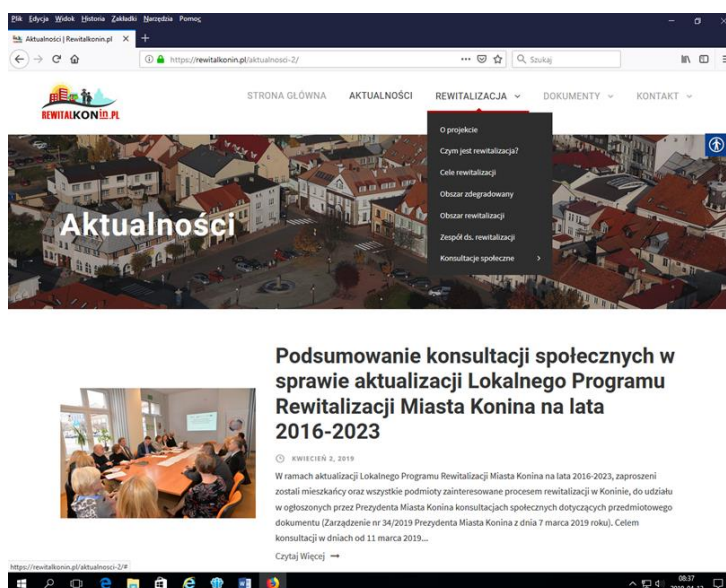 Plik Edycja Widok Historia Zakładki Narzędzia Pomoc
Aktualności | Rewitalkonin.pl
https://rewitalkonin.pl/aktualnosci-2/
Szukaj
REWITALKONin.PL
STRONA GŁÓWNA AKTUALNOŚCI REWITALIZACJA DOKUMENTY KONTAKT
O projekcie
Czym jest rewitalizacja?
Cele rewitalizacji
Obszar zdegradowany
Obszar rewitalizacji
Zespół ds. rewitalizacji
Konsultacje społeczne
Aktualności
Podsumowanie konsultacji społecznych w
sprawie aktualizacji Lokalnego Programu
Rewitalizacji Miasta Konina na lata
2016-2023
KWIECIEŃ 2, 2019
W ramach aktualizacji Lokalnego Programu Rewitalizacji Miasta Konina na lata 2016-2023, zaproszeni
zostali mieszkańcy oraz wszystkie podmioty zainteresowane procesem rewitalizacji w Koninie, do udziału
w ogłoszonych przez Prezydenta Miasta Konina konsultacjach społecznych dotyczących przedmiotowego
dokumentu (Zarządzenie nr 34/2019 Prezydenta Miasta Konina z dnia 7 marca 2019 roku). Celem
konsultacji w dniach od 11 marca 2019...
Czytaj Więcej →
https://rewitalkonin.pl/aktualnosci-2/#
08:37